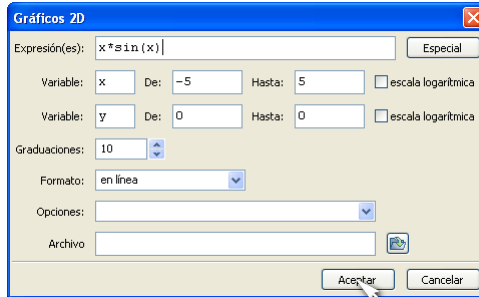 Gráficos 2D
Expresión(es): x*sin(x) Especial
Variable: x De: -5 Hasta: 5 escala logarítmica
Variable: y De: 0 Hasta: 0 escala logarítmica
Graduaciones: 10
Formato: en línea
Opciones:
Archivo
Aceptar Cancelar